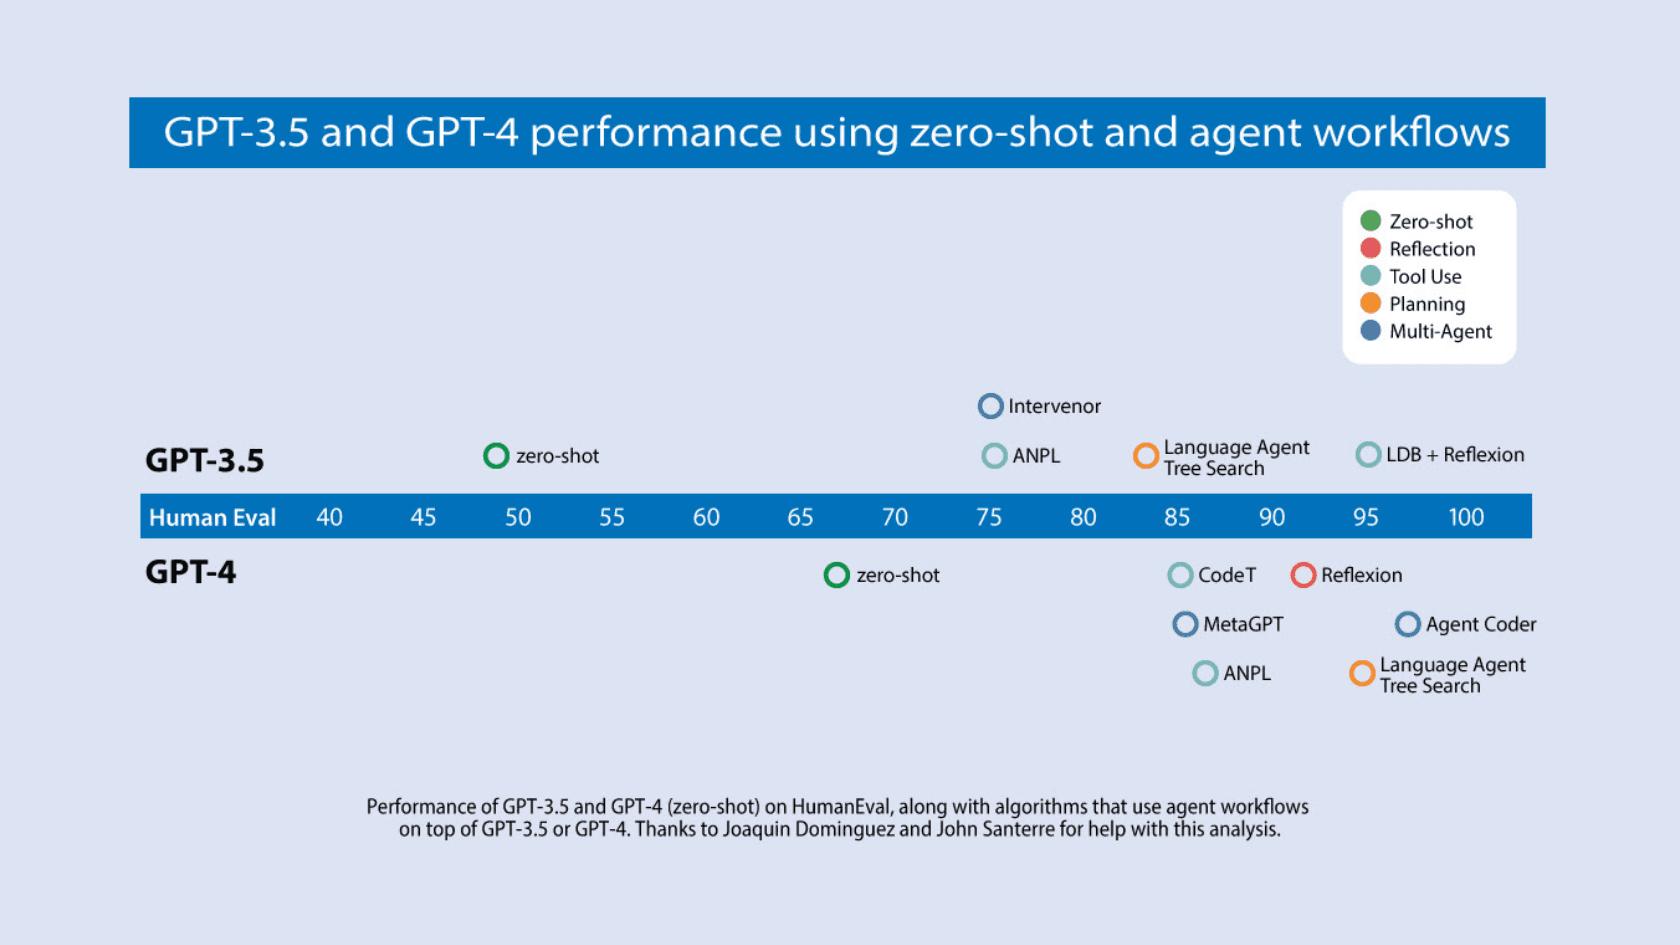 GPT-3.5 and GPT-4 performance using zero-shot and agent workflows
Zero-shot
Reflection
Tool Use
Planning
Multi-Agent
Intervenor
GPT-3.5
zero-shot
ANPL
Language Agent
Tree Search
LDB + Reflexion
Human Eval 40 45 50 55 60 65 70 75 80 85 90 95 100
GPT-4
zero-shot
CodeT
Reflexion
MetaGPT
Agent Coder
ANPL
Language Agent
Tree Search
Performance of GPT-3.5 and GPT-4 (zero-shot) on HumanEval, along with algorithms that use agent workflows
on top of GPT-3.5 or GPT-4. Thanks to Joaquin Dominguez and John Santerre for help with this analysis.